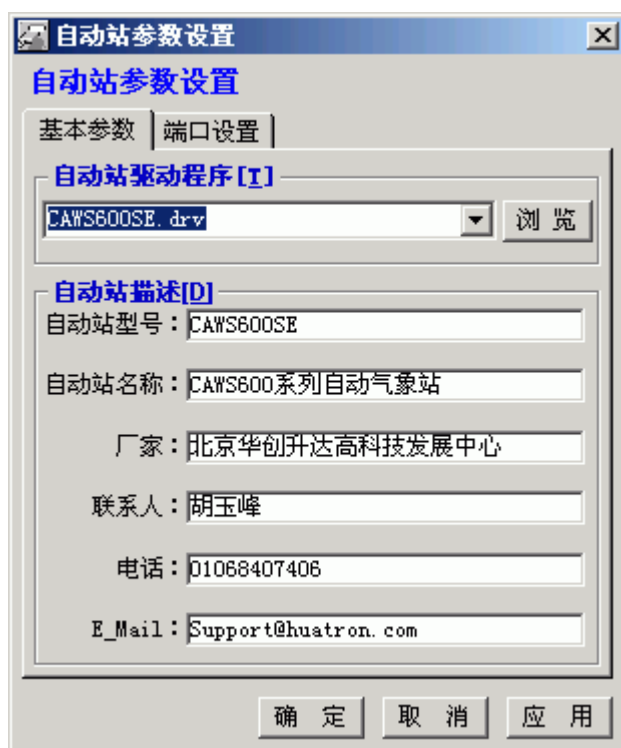 自动站参数设置
自动站参数设置
基本参数 端口设置
自动站驱动程序[T]
CAWS600SE.drv 浏 览
自动站描述[D]
自动站型号：CAWS600SE
自动站名称：CAWS600系列自动气象站
厂家：北京华创升达高科技发展中心
联系人：胡玉峰
电话：01068407406
E_Mail：Support@huatron.com
确 定 取 消 应 用